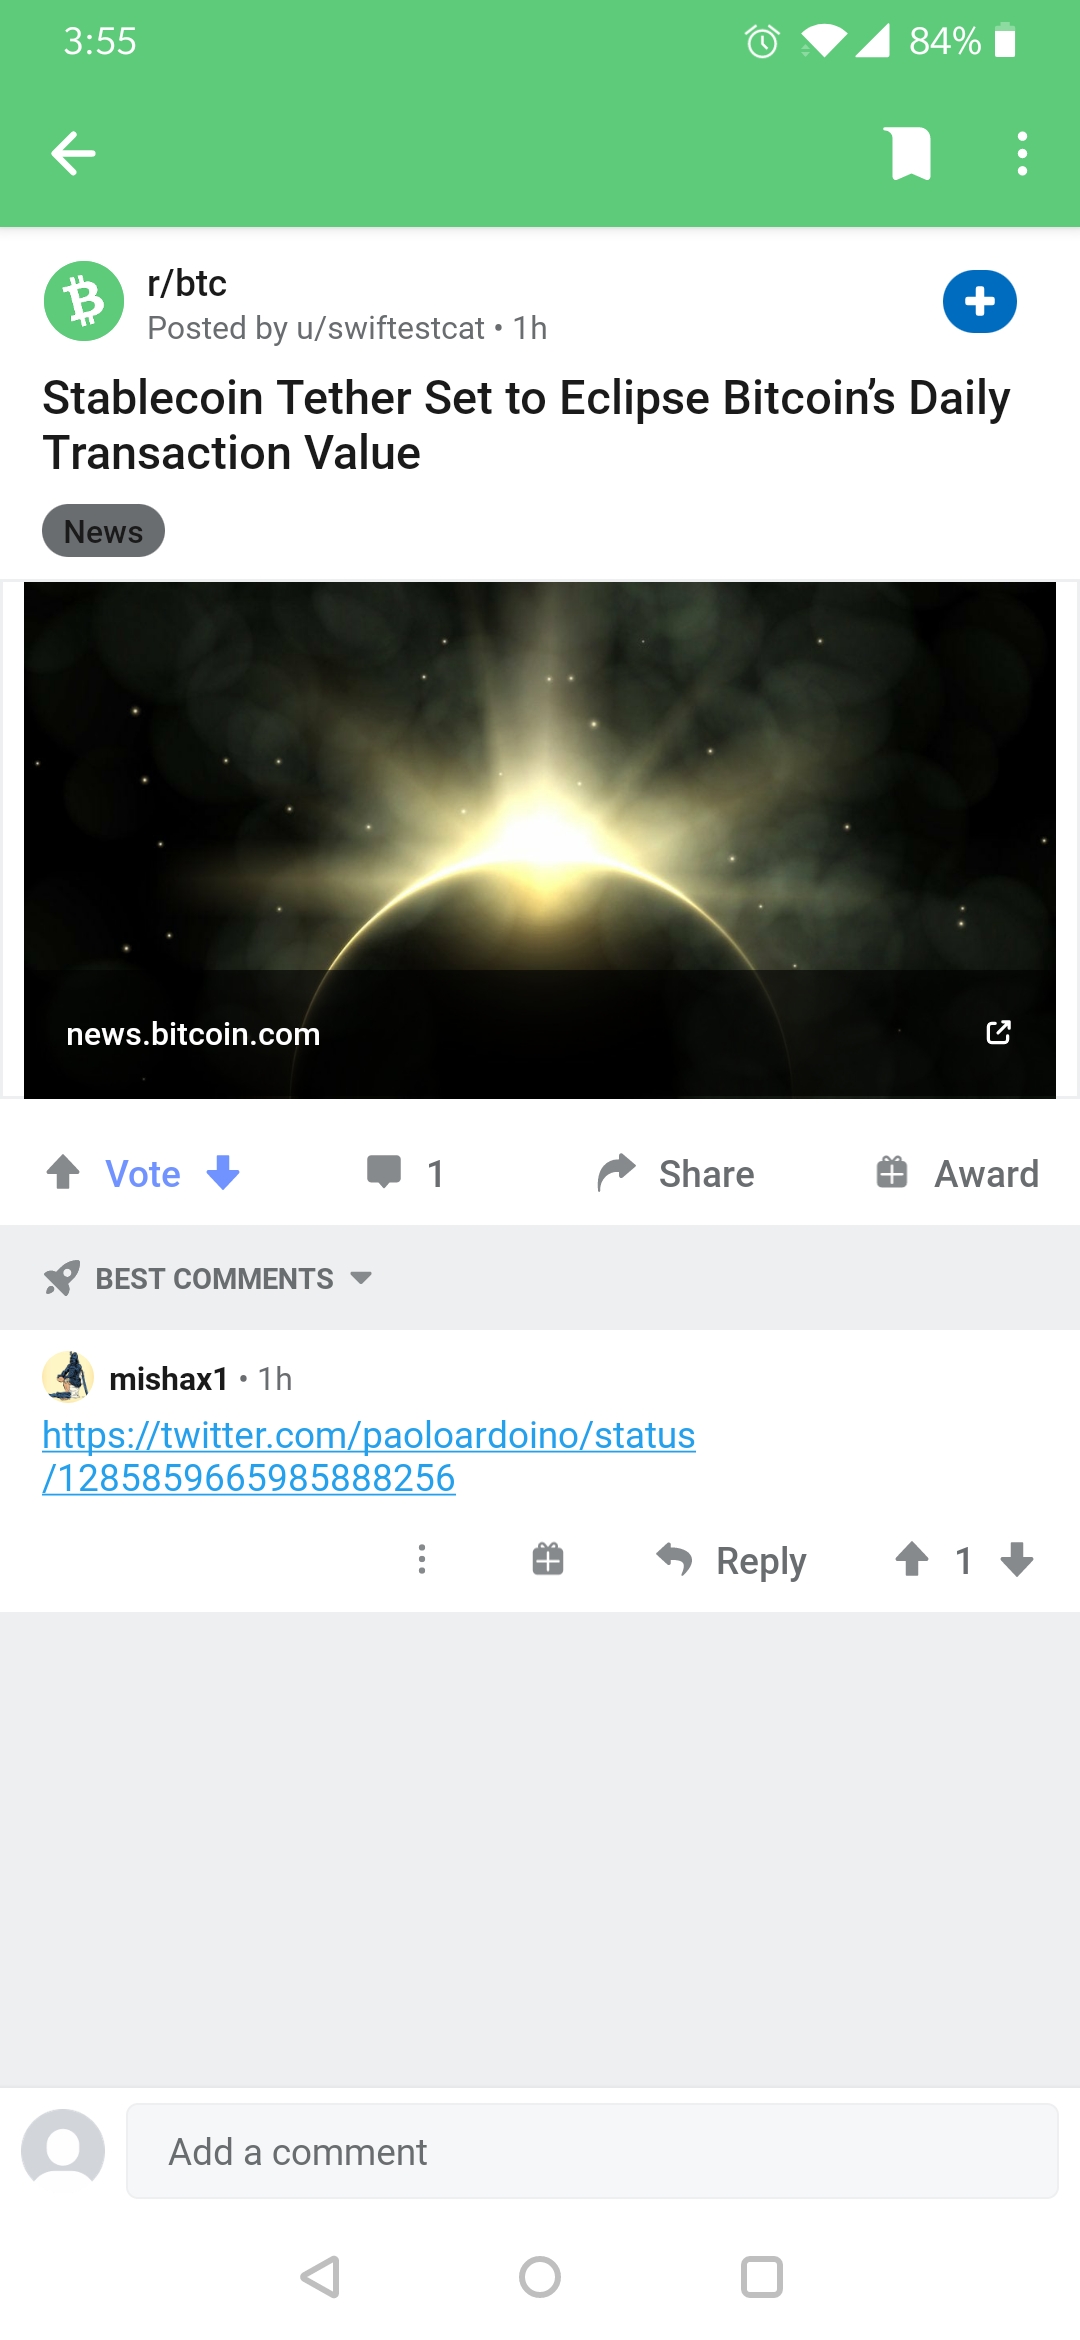 3:55
84%
r/btc
Posted by u/swiftestcat • 1h
Stablecoin Tether Set to Eclipse Bitcoin’s Daily
Transaction Value
News
news.bitcoin.com
Vote
1
Share
Award
BEST COMMENTS
mishax1 • 1h
https://twitter.com/paoloardoino/status
/1285859665985888256
Reply
1
Add a comment